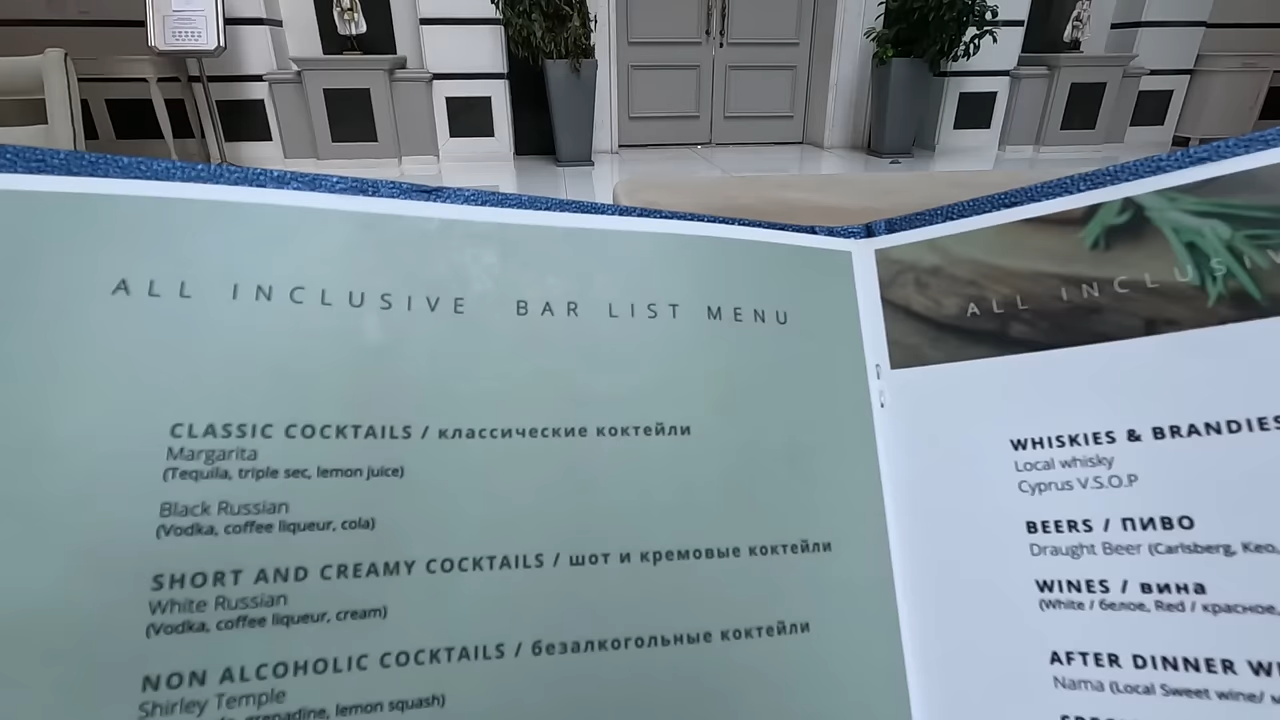 ALL INCLUSIVE BAR LIST MENU
CLASSIC COCKTAILS / классические коктейли
Margarita
(Tequila, triple sec, lemon juice)
Black Russian
(Vodka, coffee liqueur, cola)
SHORT AND CREAMY COCKTAILS / шот и кремовые коктейли
White Russian
(Vodka, coffee liqueur, cream)
NON ALCOHOLIC COCKTAILS / безалкогольные коктейли
Shirley Temple
grenadine, lemon squash)
ALL INCLUSIV
WHISKIES & BRANDIES
Local whisky
Cyprus V.S.O.P
BEERS / ПИВО
Draught Beer (Carlsberg, Keo,
WINES / вина
(White / белое, Red / красное,
AFTER DINNER WI
Nama (Local Sweet wine/